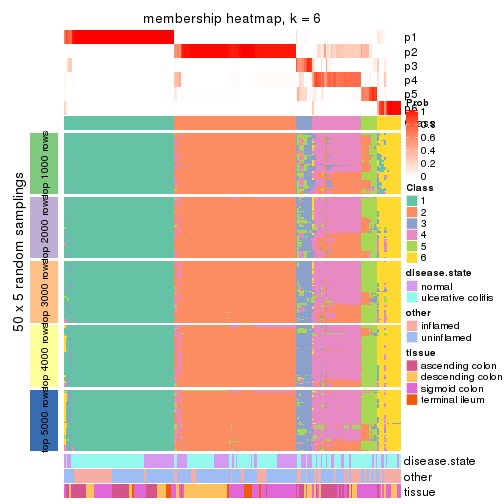 membership heatmap, k = 6
p1
p2
p3
p4
p5
p6
Prob
1
0.8
0.6
0.4
0.2
0
Class
1
2
3
4
5
6
disease.state
normal
ulcerative colitis
other
inflamed
uninflamed
tissue
ascending colon
descending colon
sigmoid colon
terminal ileum
50 x 5 random samplings
top 1000 rows
top 2000 rows
top 3000 rows
top 4000 rows
top 5000 rows
disease.state
other
tissue